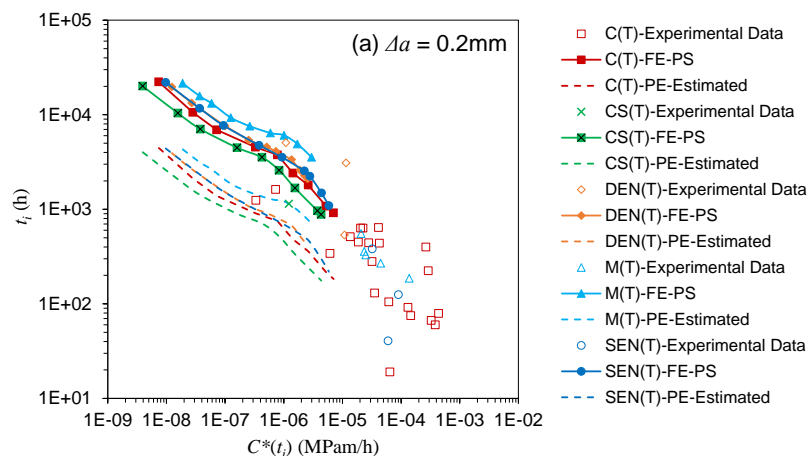 (a) Δa = 0.2mm
1E+05
1E+04
1E+03
1E+02
1E+01
t_i (h)
1E-09 1E-08 1E-07 1E-06 1E-05 1E-04 1E-03 1E-02
C*(t_i) (MPam/h)
C(T)-Experimental Data
C(T)-FE-PS
C(T)-PE-Estimated
CS(T)-Experimental Data
CS(T)-FE-PS
CS(T)-PE-Estimated
DEN(T)-Experimental Data
DEN(T)-FE-PS
DEN(T)-PE-Estimated
M(T)-Experimental Data
M(T)-FE-PS
M(T)-PE-Estimated
SEN(T)-Experimental Data
SEN(T)-FE-PS
SEN(T)-PE-Estimated